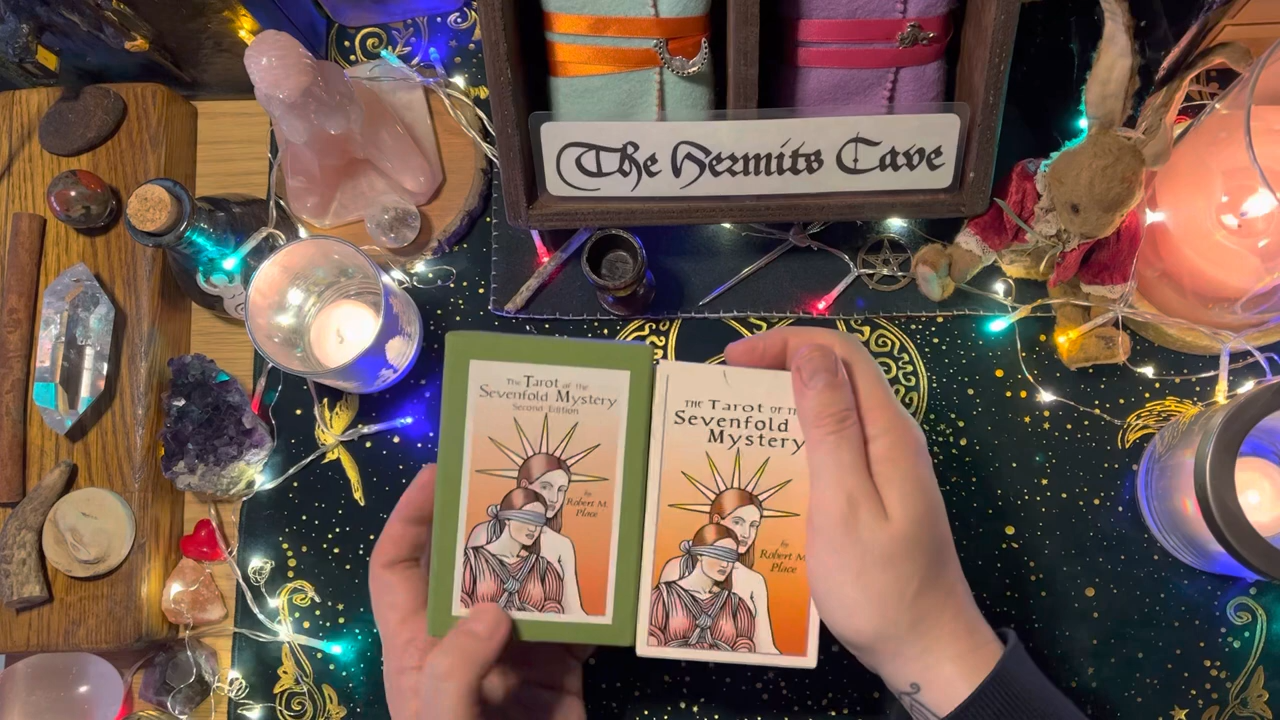 The Hermits Cave
The Tarot of the
Sevenfold Mystery
Second Edition
by
Robert M.
Place
The Tarot of
Sevenfold
Mystery
by
Robert M
Place